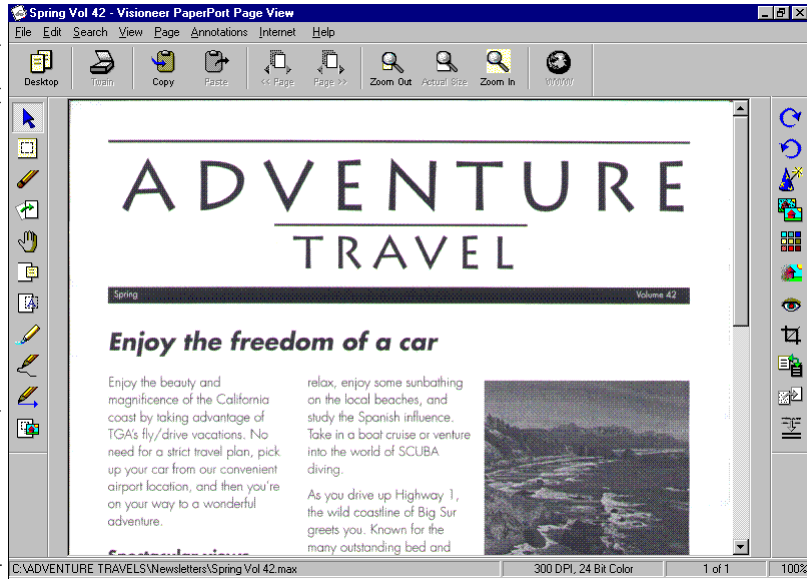 Spring Vol 42 - Visioneer PaperPort Page View
File Edit Search View Page Annotations Internet Help
Desktop Twain Copy Paste << Page Page >> Zoom Out Actual Size Zoom In WWW
ADVENTURE
TRAVEL
Spring Volume 42
Enjoy the freedom of a car
Enjoy the beauty and
magnificence of the California
coast by taking advantage of
TGA's fly/drive vacations. No
need for a strict travel plan, pick
up your car from our convenient
airport location, and then you're
on your way to a wonderful
adventure.
Spectacular views
relax, enjoy some sunbathing
on the local beaches, and
study the Spanish influence.
Take in a boat cruise or venture
into the world of SCUBA
diving.
As you drive up Highway 1,
the wild coastline of Big Sur
greets you. Known for the
many outstanding bed and
C:\ADVENTURE TRAVELS\Newsletters\Spring Vol 42.max 300 DPI, 24 Bit Color 1 of 1 100%